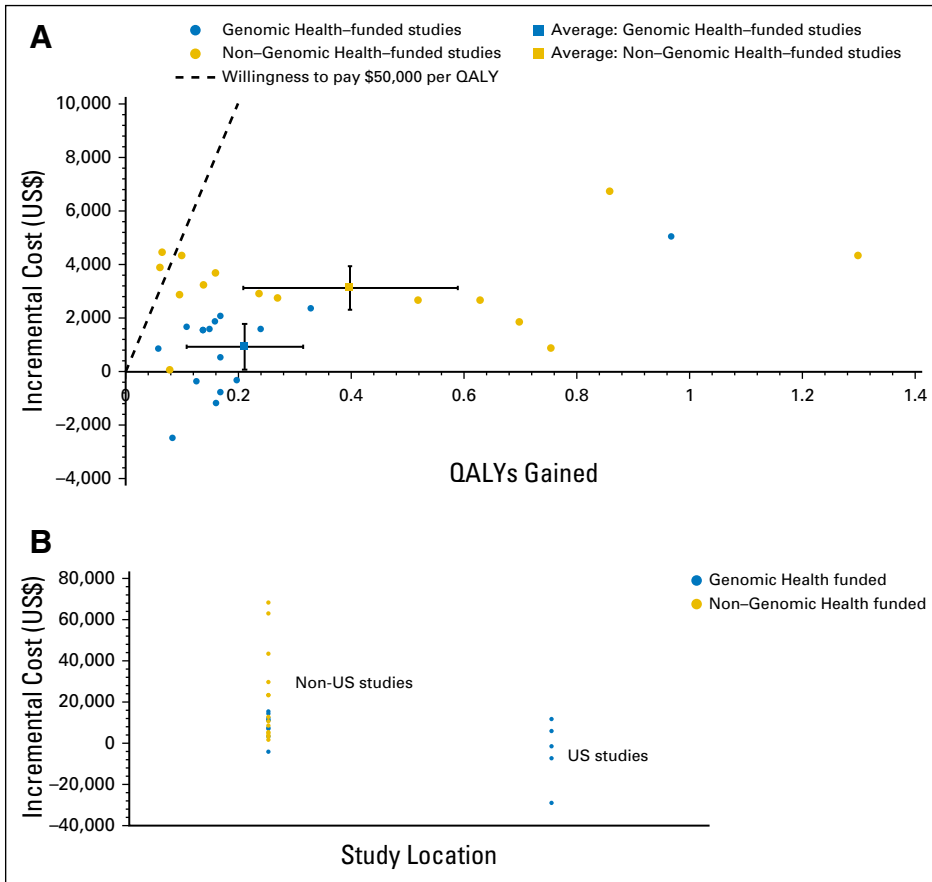 A
Genomic Health–funded studies
Average: Genomic Health–funded studies
Non–Genomic Health–funded studies
Average: Non–Genomic Health–funded studies
Willingness to pay $50,000 per QALY
Incremental Cost (US$)
10,000
8,000
6,000
4,000
2,000
0
–2,000
–4,000
0
0.2
0.4
0.6
0.8
1
1.2
1.4
QALYs Gained
B
Incremental Cost (US$)
80,000
60,000
40,000
20,000
0
–20,000
–40,000
Genomic Health funded
Non–Genomic Health funded
Non-US studies
US studies
Study Location